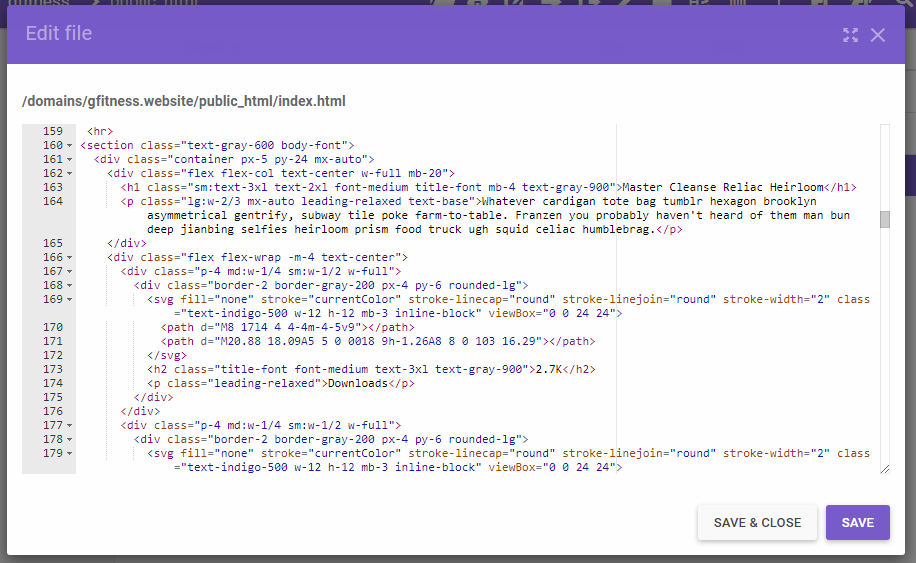 Edit file
/domains/gfitness.website/public_html/index.html
159 <hr>
160 <section class="text-gray-600 body-font">
161 <div class="container px-5 py-24 mx-auto">
162 <div class="flex flex-col text-center w-full mb-20">
163 <h1 class="sm:text-3xl text-2xl font-medium title-font mb-4 text-gray-900">Master Cleanse Reliac Heirloom</h1>
164 <p class="lg:w-2/3 mx-auto leading-relaxed text-base">Whatever cardigan tote bag tumblr hexagon brooklyn
asymmetrical gentrify, subway tile poke farm-to-table. Franzen you probably haven't heard of them man bun
deep jianbing selfies heirloom prism food truck ugh squid celiac humblebrag.</p>
165 </div>
166 <div class="flex flex-wrap -m-4 text-center">
167 <div class="p-4 md:w-1/4 sm:w-1/2 w-full">
168 <div class="border-2 border-gray-200 px-4 py-6 rounded-lg">
169 <svg fill="none" stroke="currentColor" stroke-linecap="round" stroke-linejoin="round" stroke-width="2" class
="text-indigo-500 w-12 h-12 mb-3 inline-block" viewBox="0 0 24 24">
170 <path d="M8 17l4 4 4-4m-4-5v9"></path>
171 <path d="M20.88 18.09A5 5 0 0018 9h-1.26A8 8 0 103 16.29"></path>
172 </svg>
173 <h2 class="title-font font-medium text-3xl text-gray-900">2.7K</h2>
174 <p class="leading-relaxed">Downloads</p>
175 </div>
176 </div>
177 <div class="p-4 md:w-1/4 sm:w-1/2 w-full">
178 <div class="border-2 border-gray-200 px-4 py-6 rounded-lg">
179 <svg fill="none" stroke="currentColor" stroke-linecap="round" stroke-linejoin="round" stroke-width="2" class
="text-indigo-500 w-12 h-12 mb-3 inline-block" viewBox="0 0 24 24">
SAVE & CLOSE
SAVE